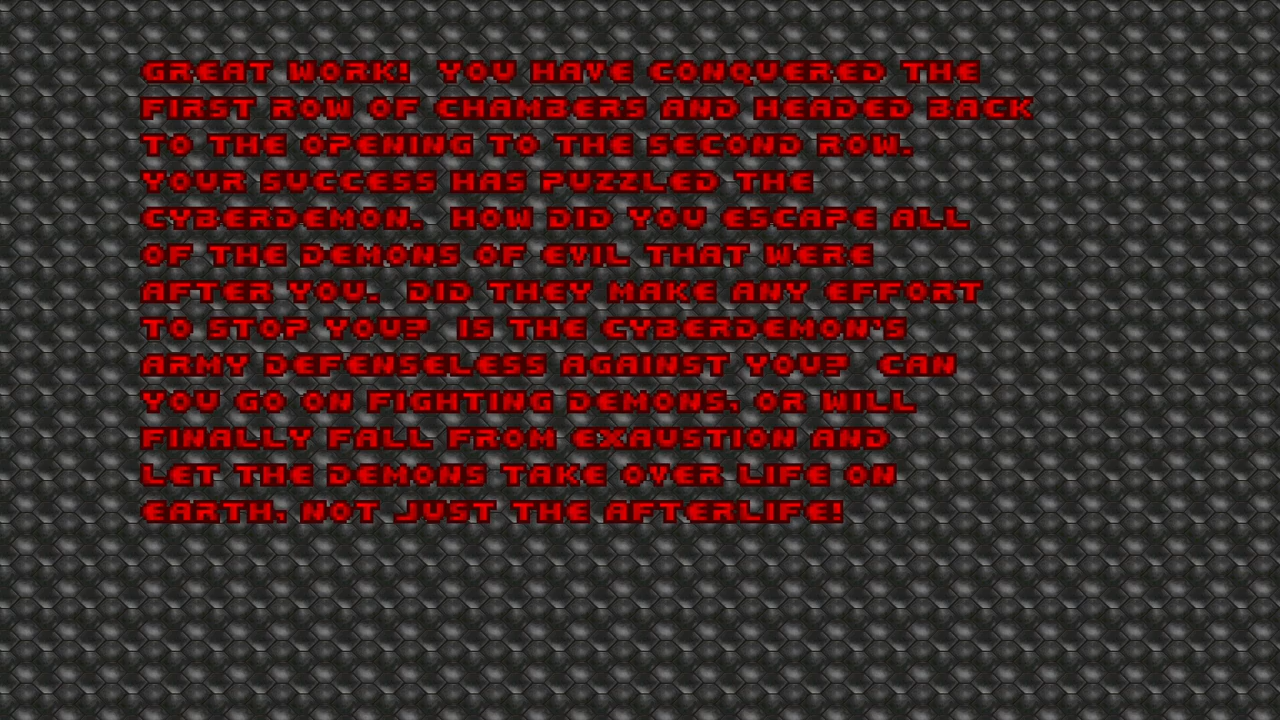 GREAT WORK!  YOU HAVE CONQUERED THE
FIRST ROW OF CHAMBERS AND HEADED BACK
TO THE OPENING TO THE SECOND ROW.
YOUR SUCCESS HAS PUZZLED THE
CYBERDEMON.  HOW DID YOU ESCAPE ALL
OF THE DEMONS OF EVIL THAT WERE
AFTER YOU.  DID THEY MAKE ANY EFFORT
TO STOP YOU?  IS THE CYBERDEMON'S
ARMY DEFENSELESS AGAINST YOU?  CAN
YOU GO ON FIGHTING DEMONS, OR WILL
FINALLY FALL FROM EXAUSTION AND
LET THE DEMONS TAKE OVER LIFE ON
EARTH, NOT JUST THE AFTERLIFE!